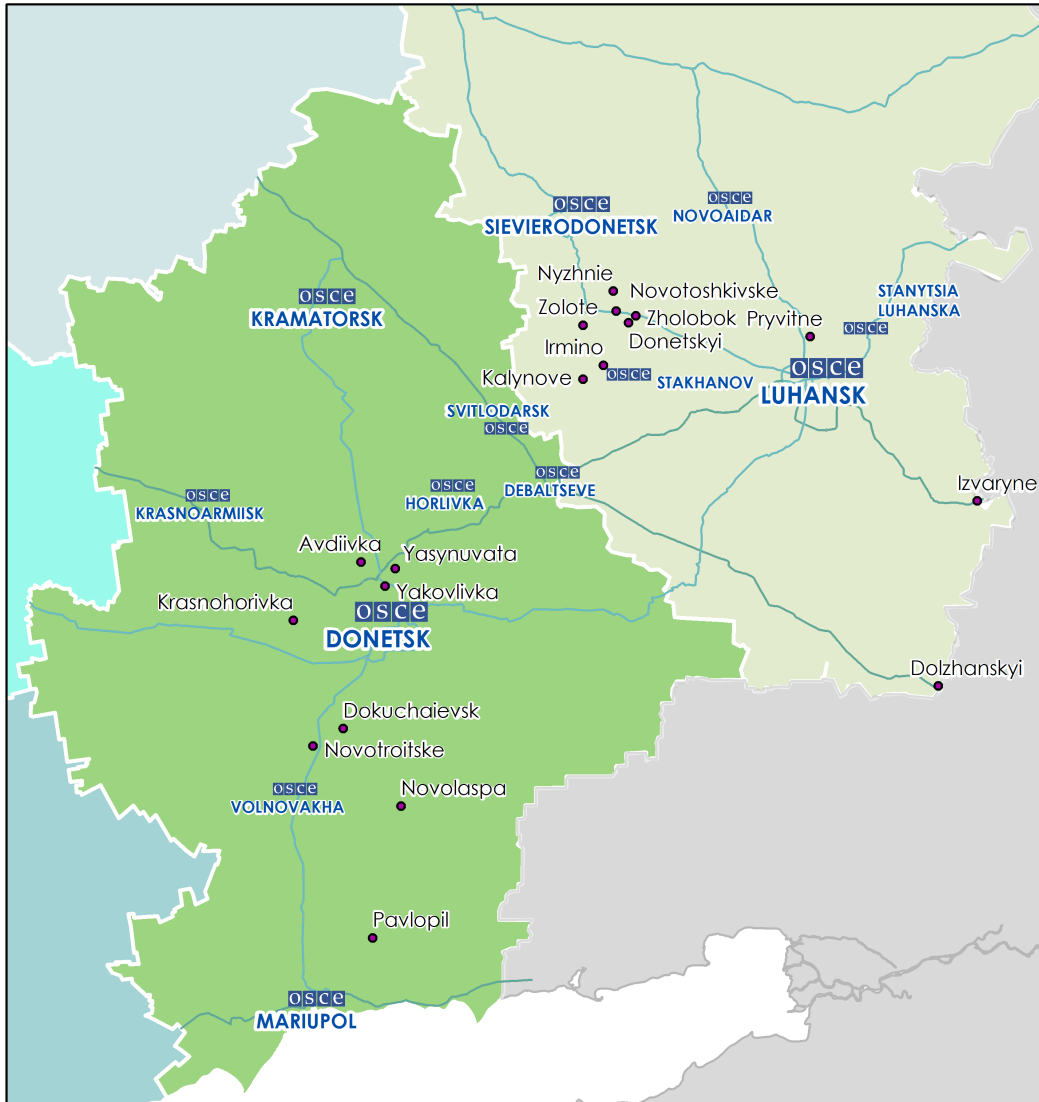 osce
SIEVIERODONETSK
osce
NOVOAIDAR
Nyzhnie
Novotoshkivske
Zolote
Zholobok
Pryvitne
Donetskyi
STANYTSIA
LUHANSKA
osce
osce
KRAMATORSK
Irmino
osce
STAKHANOV
Kalynove
osce
LUHANSK
SVITLODARSK
osce
osce
DEBALTSEVE
osce
HORLIVKA
osce
KRASNOARMIISK
Izvaryne
Avdiivka
Yasynuvata
Yakovlivka
Krasnohorivka
osce
DONETSK
Dolzhanskyi
Dokuchaievsk
Novotroitske
osce
VOLNOVAKHA
Novolaspa
Pavlopil
osce
MARIUPOL